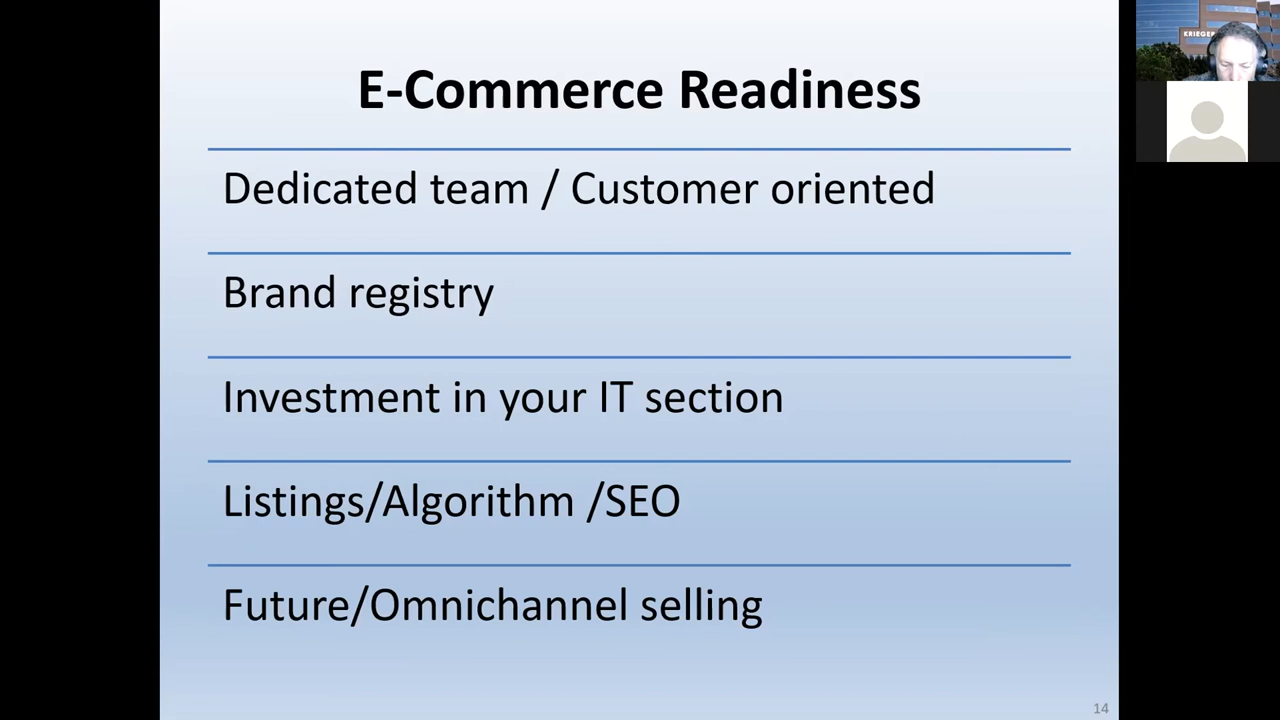 E-Commerce Readiness
Dedicated team / Customer oriented
Brand registry
Investment in your IT section
Listings/Algorithm /SEO
Future/Omnichannel selling
14
KRIEGER